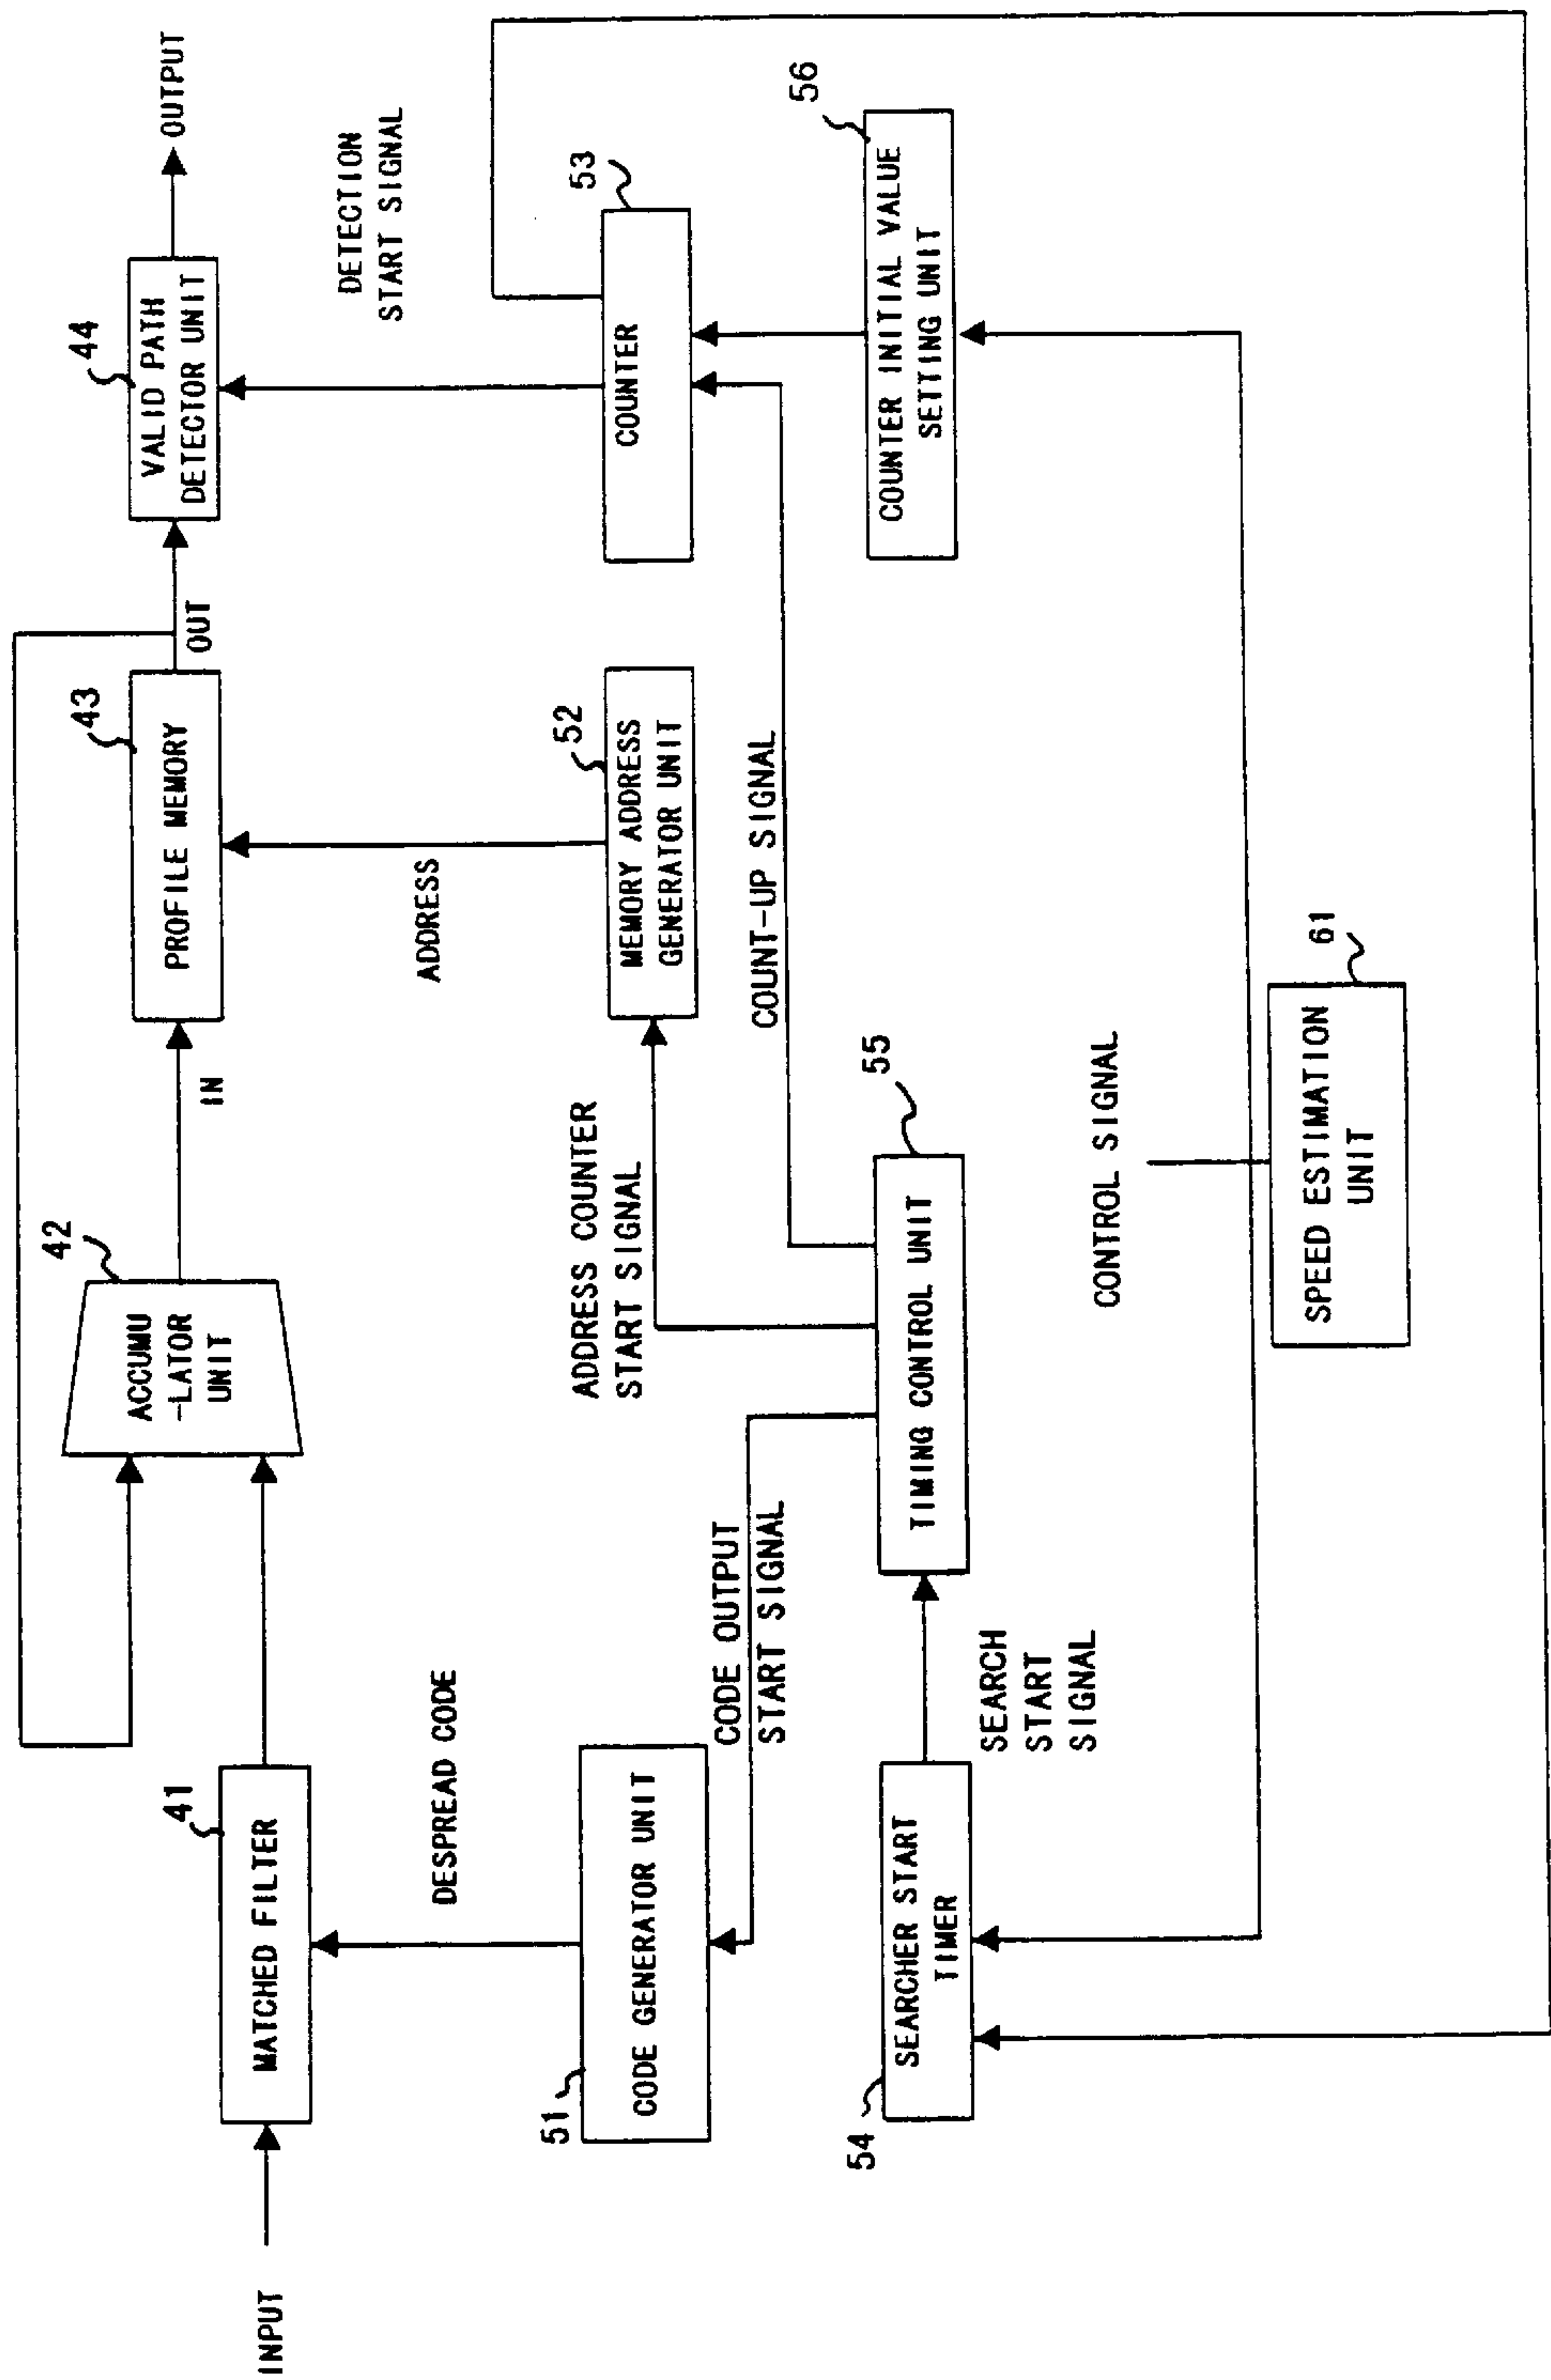 INPUT
MATCHED FILTER
41
ACCUMU
-LATOR
UNIT
42
IN
PROFILE MEMORY
43
OUT
VALID PATH
DETECTOR UNIT
44
OUTPUT
DESPREAD CODE
ADDRESS
DETECTION
START SIGNAL
51
CODE GENERATOR UNIT
CODE OUTPUT
START SIGNAL
ADDRESS COUNTER
START SIGNAL
MEMORY ADDRESS
GENERATOR UNIT
52
COUNT-UP SIGNAL
COUNTER
53
54
SEARCHER START
TIMER
SEARCH
START
SIGNAL
TIMING CONTROL UNIT
55
COUNTER INITIAL VALUE
SETTING UNIT
56
CONTROL SIGNAL
SPEED ESTIMATION
UNIT
61